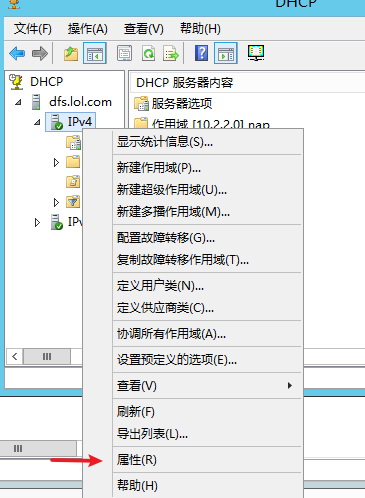 DHCP
文件(F) 操作(A) 查看(V) 帮助(H)
DHCP
dfs.lol.com
IPv4
DHCP 服务器内容
服务器选项
作用域 [10.2.2.0] nap
显示统计信息(S)...
新建作用域(P)...
新建超级作用域(U)...
新建多播作用域(M)...
配置故障转移(G)...
复制故障转移作用域(T)...
定义用户类(N)...
定义供应商类(C)...
协调所有作用域(A)...
设置预定义的选项(E)...
查看(V)
刷新(F)
导出列表(L)...
属性(R)
帮助(H)